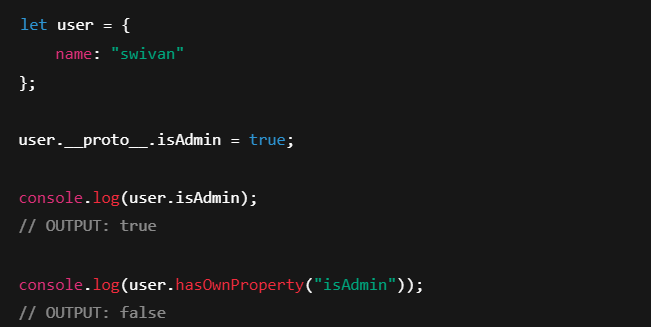 let user = {
    name: "swivan"
};

user.__proto__.isAdmin = true;

console.log(user.isAdmin);
// OUTPUT: true

console.log(user.hasOwnProperty("isAdmin"));
// OUTPUT: false